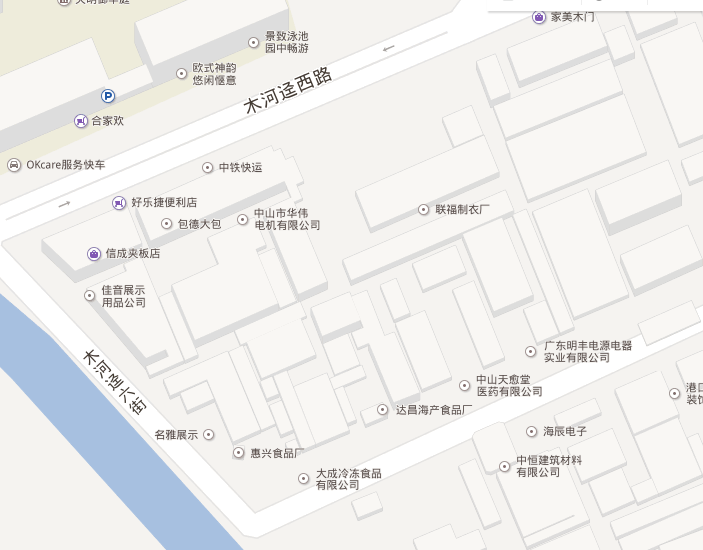 家美木门
景致泳池
园中畅游
欧式神韵
悠闲惬意
P
合家欢
木河迳西路
OKcare服务快车
中铁快运
好乐捷便利店
包德大包
中山市华伟
电机有限公司
联福制衣厂
信成夹板店
佳音展示
用品公司
木河迳六街
广东明丰电源电器
实业有限公司
中山天愈堂
医药有限公司
达昌海产食品厂
港口
装饰
名雅展示
海辰电子
惠兴食品厂
中恒建筑材料
有限公司
大成冷冻食品
有限公司